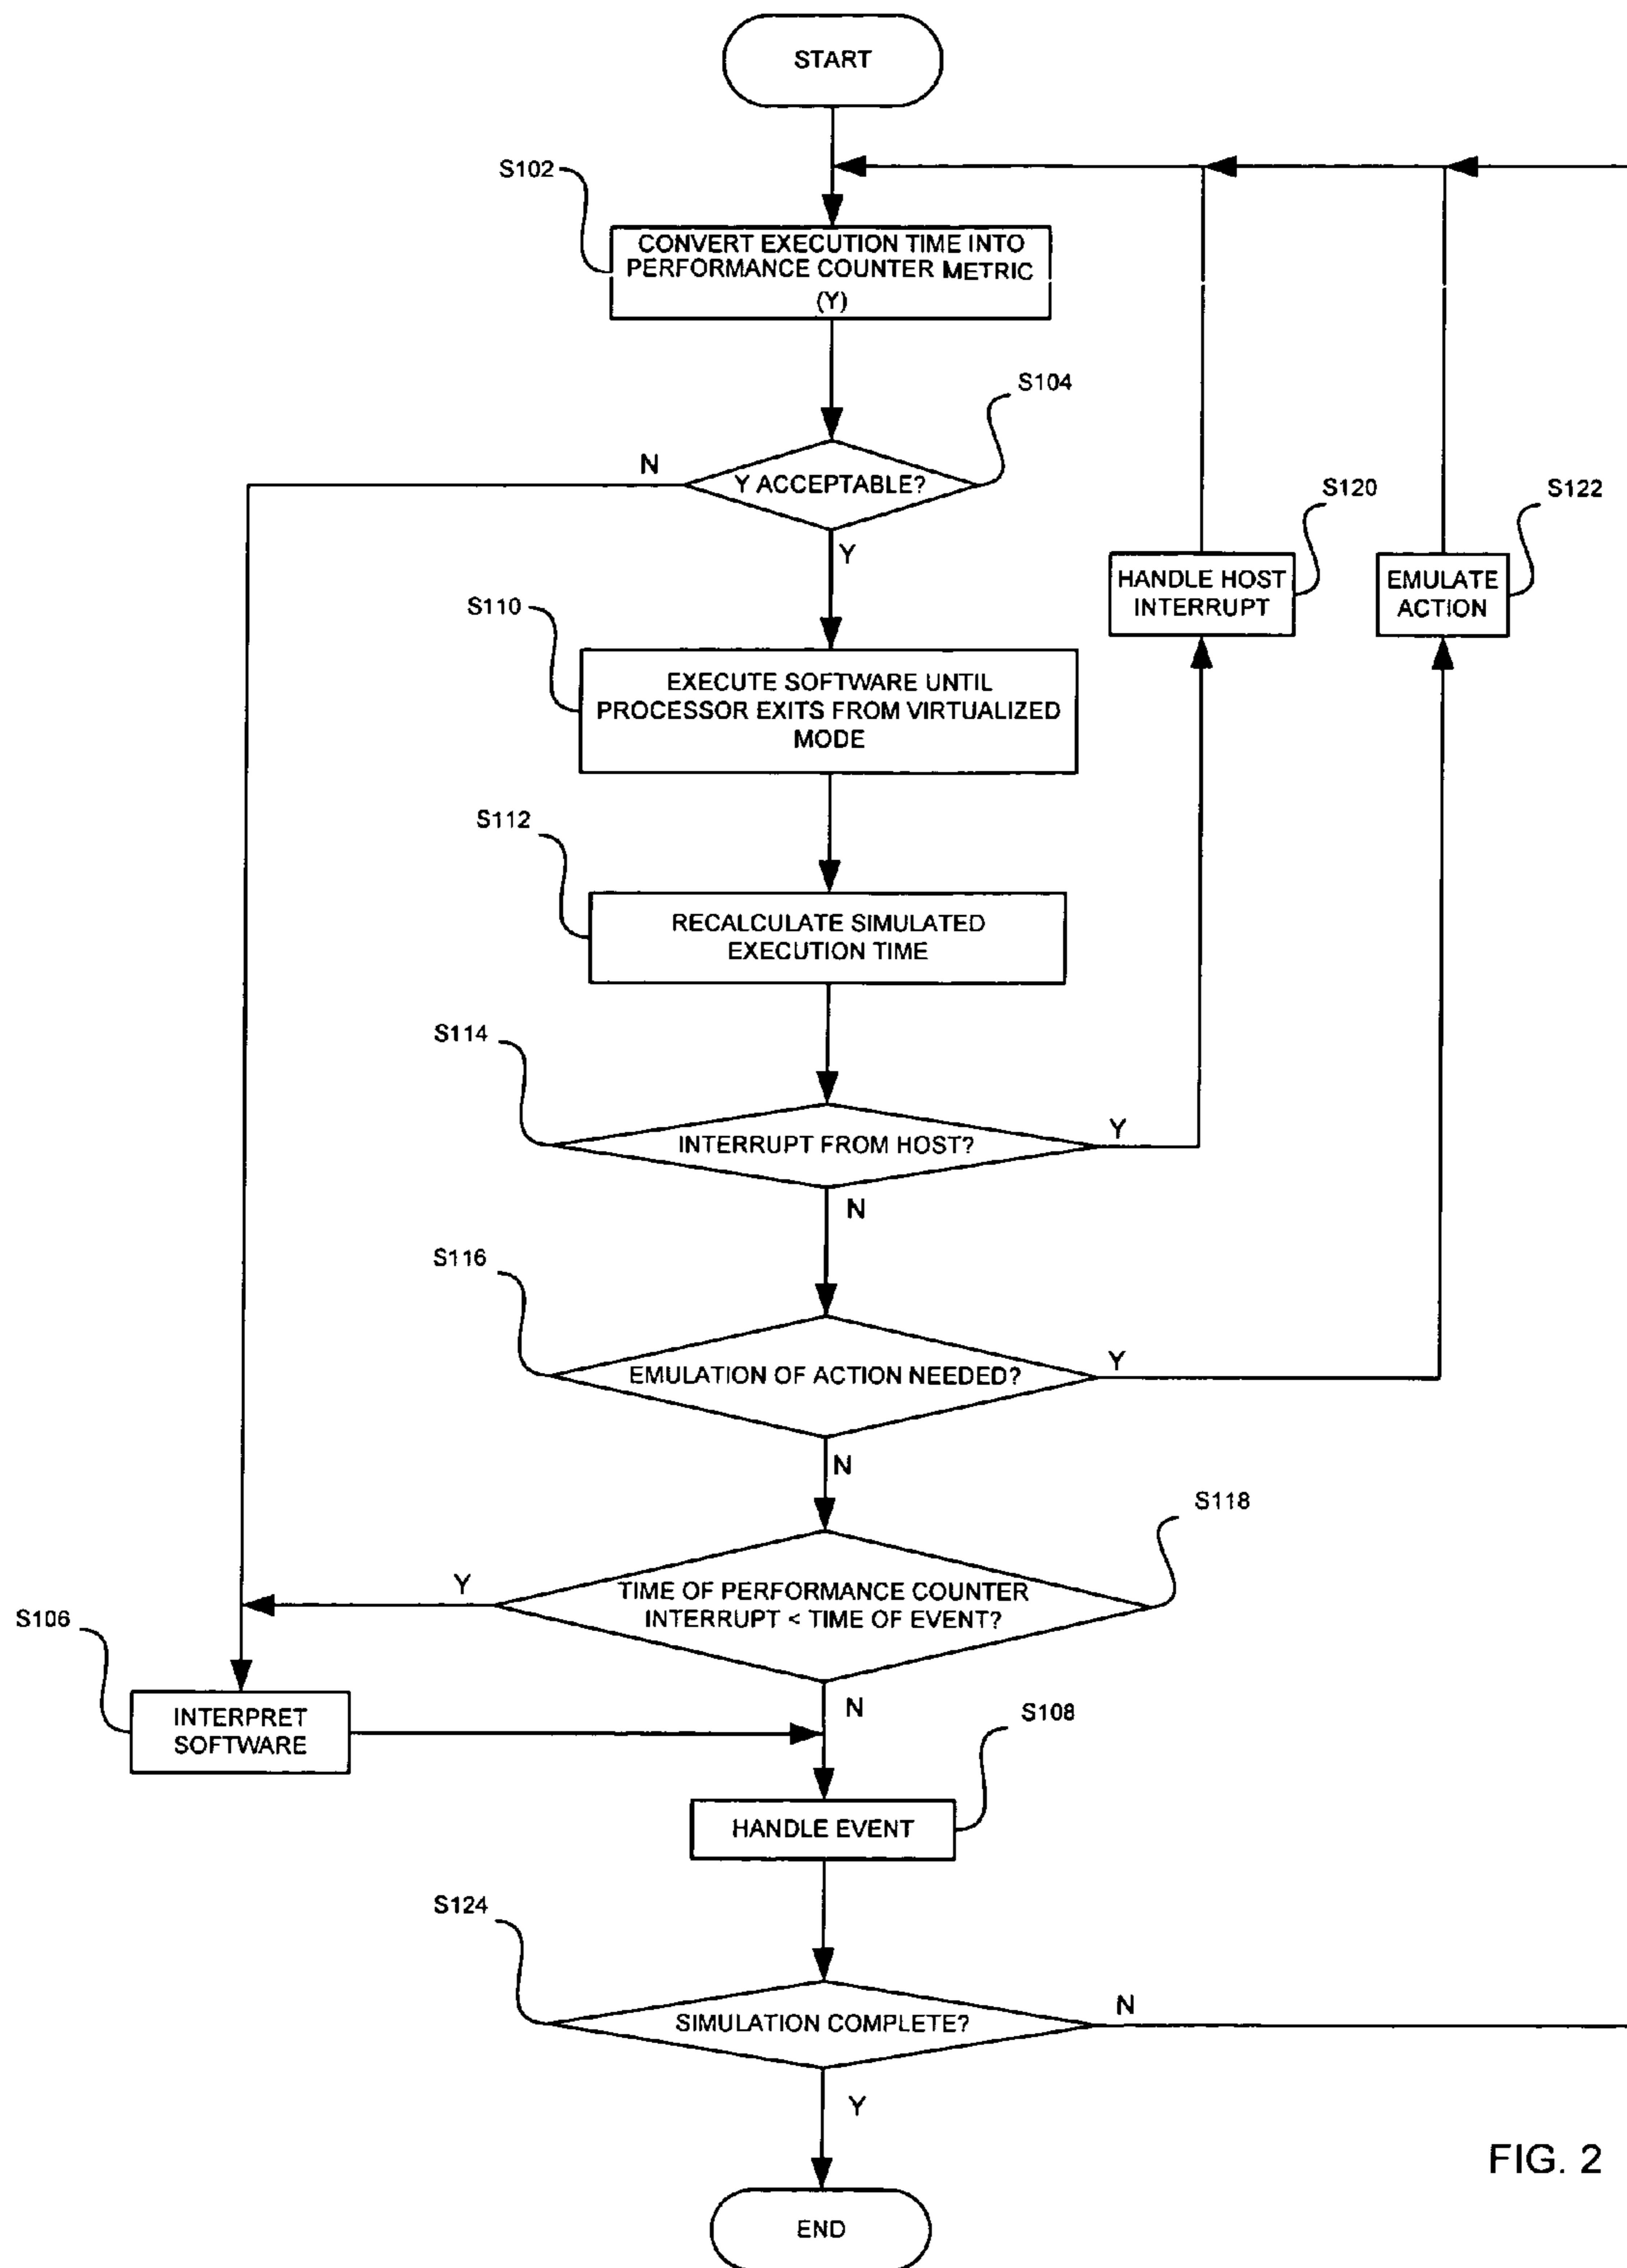 START
S102
CONVERT EXECUTION TIME INTO
PERFORMANCE COUNTER METRIC
(Y)
S104
N
Y ACCEPTABLE?
Y
S120
S122
HANDLE HOST
INTERRUPT
EMULATE
ACTION
S110
EXECUTE SOFTWARE UNTIL
PROCESSOR EXITS FROM VIRTUALIZED
MODE
S112
RECALCULATE SIMULATED
EXECUTION TIME
S114
INTERRUPT FROM HOST?
Y
N
S116
EMULATION OF ACTION NEEDED?
Y
N
S118
Y
TIME OF PERFORMANCE COUNTER
INTERRUPT < TIME OF EVENT?
S106
N
INTERPRET
SOFTWARE
S108
HANDLE EVENT
S124
SIMULATION COMPLETE?
N
Y
FIG. 2
END